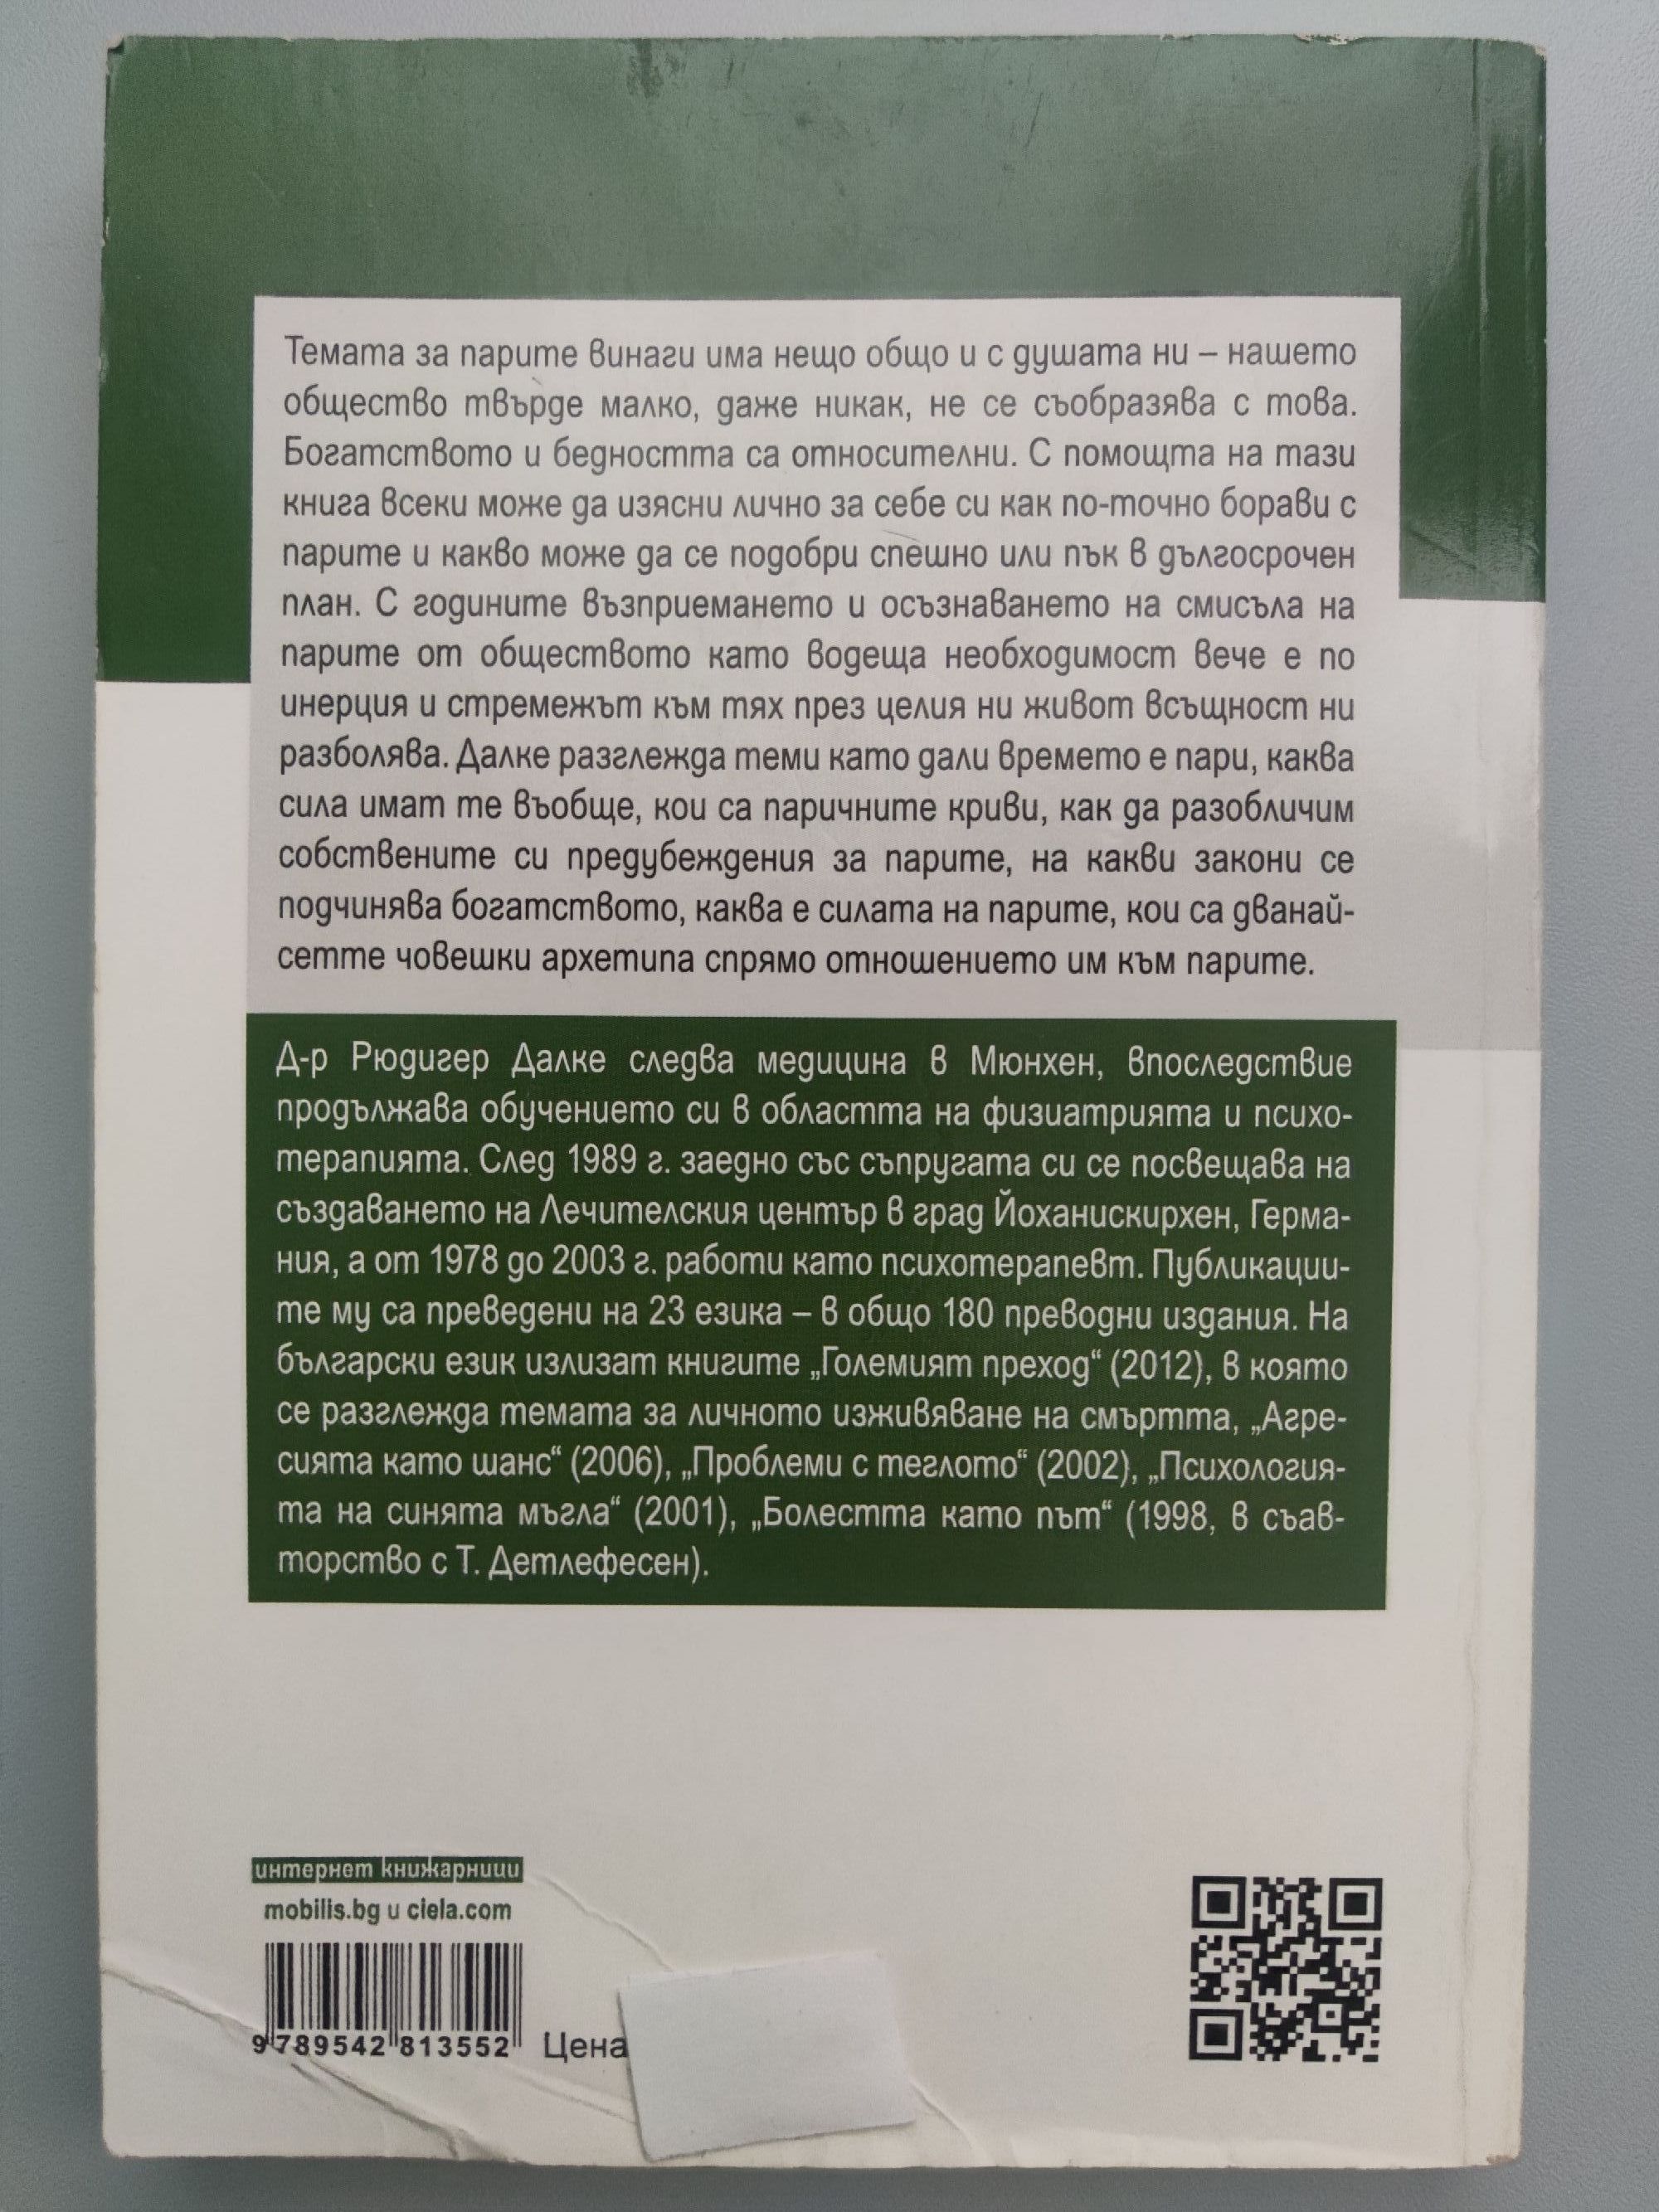 Темата за парите винаги има нещо общо и с душата ни – нашето
общество твърде малко, даже никак, не се съобразява с това.
Богатството и бедността са относителни. С помощта на тази
книга всеки може да изясни лично за себе си как по-точно борави с
парите и какво може да се подобри спешно или пък в дългосрочен
план. С годините възприемането и осъзнаването на смисъла на
парите от обществото като водеща необходимост вече е по
инерция и стремежът към тях през целия ни живот всъщност ни
разболява. Далке разглежда теми като дали времето е пари, каква
сила имат те въобще, кои са паричните криви, как да разобличим
собствените си предубеждения за парите, на какви закони се
подчинява богатството, каква е силата на парите, кои са дванай-
сетте човешки архетипа спрямо отношението им към парите.
Д-р Рюдигер Далке следва медицина в Мюнхен, впоследствие
продължава обучението си в областта на физиатрията и психо-
терапията. След 1989 г. заедно със съпругата си се посвещава на
създаването на Лечителския център в град Йоханискирхен, Герма-
ния, а от 1978 до 2003 г. работи като психотерапевт. Публикации-
те му са преведени на 23 езика – в общо 180 преводни издания. На
български език излизат книгите „Големият преход“ (2012), в която
се разглежда темата за личното изживяване на смъртта, „Агре-
сията като шанс“ (2006), „Проблеми с теглото“ (2002), „Психология-
та на синята мъгла“ (2001), „Болестта като път“ (1998, в съав-
торство с Т. Детлефесен).
интернет книжарници
mobilis.bg и ciela.com
9 789542 813552 Цена